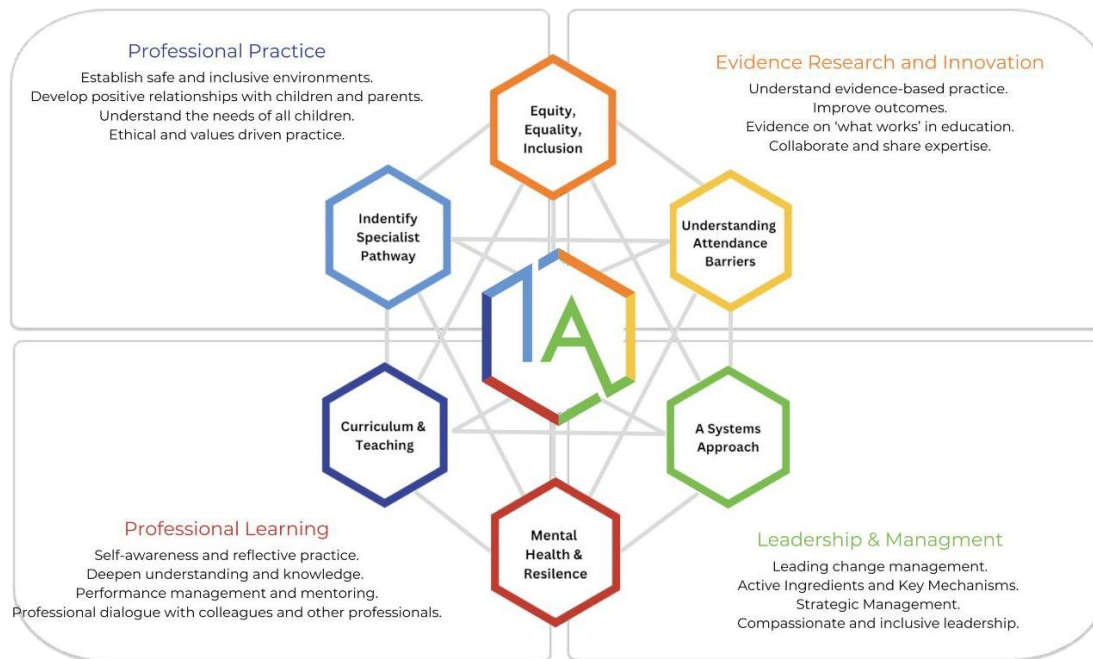 Professional Practice
Establish safe and inclusive environments.
Develop positive relationships with children and parents.
Understand the needs of all children.
Ethical and values driven practice.
Evidence Research and Innovation
Understand evidence-based practice.
Improve outcomes.
Evidence on ‘what works’ in education.
Collaborate and share expertise.
Equity,
Equality,
Inclusion
Indentify
Specialist
Pathway
Understanding
Attendance
Barriers
1A
Curriculum &
Teaching
A Systems
Approach
Mental
Health &
Resilence
Professional Learning
Self-awareness and reflective practice.
Deepen understanding and knowledge.
Performance management and mentoring.
Professional dialogue with colleagues and other professionals.
Leadership & Managment
Leading change management.
Active Ingredients and Key Mechanisms.
Strategic Management.
Compassionate and inclusive leadership.